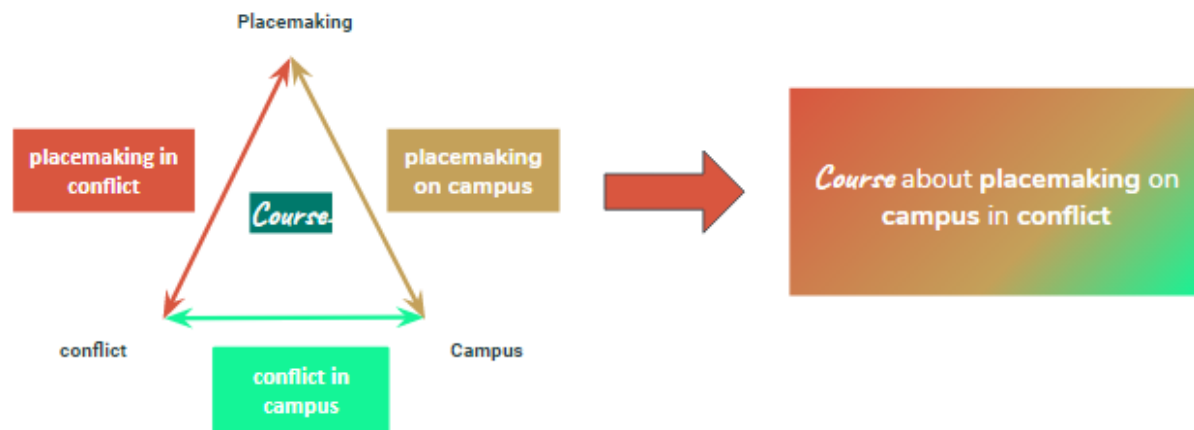 Placemaking
placemaking in
conflict
placemaking
on campus
Course.
Course about placemaking on
campus in conflict
conflict
Campus
conflict in
campus